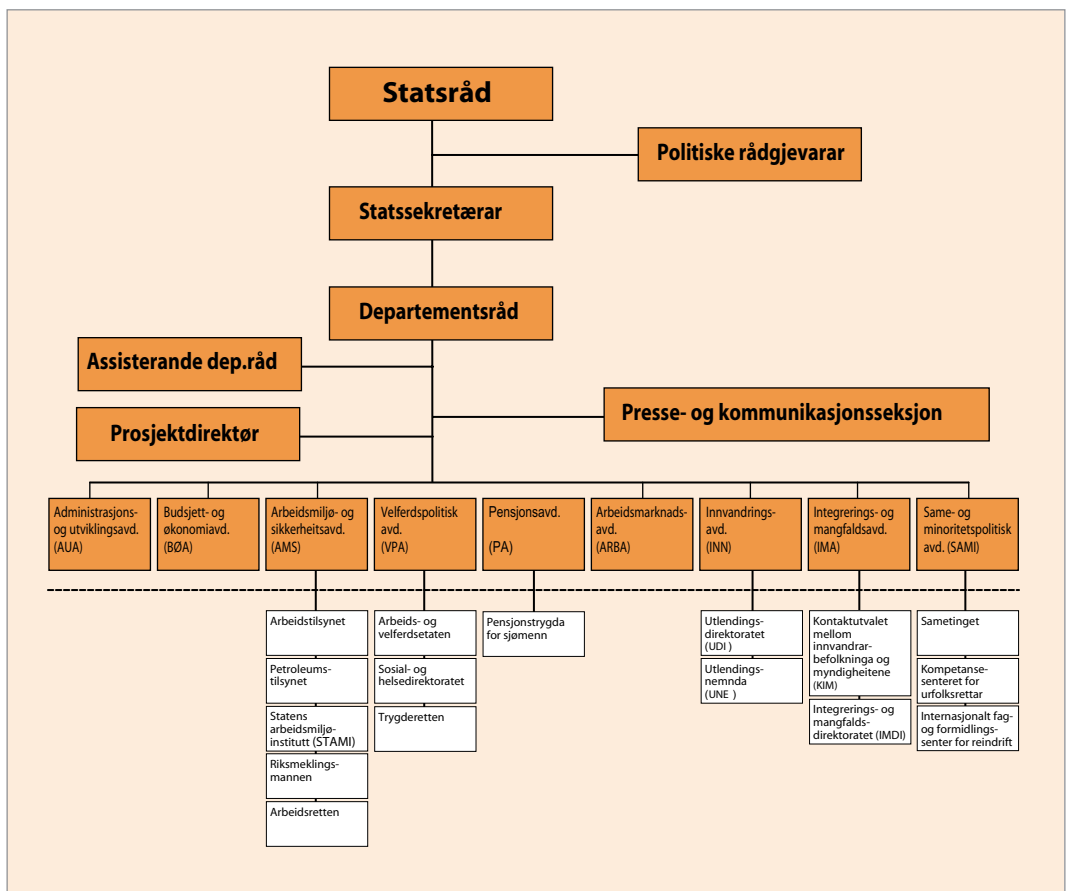 Statsråd
Politiske rådgjevarar
Statssekretærar
Departementsråd
Assisterande dep.råd
Presse- og kommunikasjonsseksjon
Prosjektdirektør
Administrasjons-
og utviklingsavd.
(AUA)
Budsjett- og
økonomiavd.
(BØA)
Arbeidsmiljø- og
sikkerheitsavd.
(AMS)
Velferdspolitisk
avd.
(VPA)
Pensjonsavd.
(PA)
Arbeidsmarknads-
avd.
(ARBA)
Innvandrings-
avd.
(INN)
Integrerings- og
mangfaldsavd.
(IMA)
Same- og
minoritetspolitisk
avd. (SAMI)
Arbeidstilsynet
Petroleums-
tilsynet
Statens
arbeidsmiljø-
institutt (STAMI)
Riksmeklings-
mannen
Arbeidsretten
Arbeids- og
velferdsetaten
Sosial- og
helsedirektoratet
Trygderetten
Pensjonstrygda
for sjømenn
Utlendings-
direktoratet
(UDI )
Utlendings-
nemnda
(UNE )
Kontaktutvalet
mellom
innvandrar-
befolkninga og
myndigheitene
(KIM)
Integrerings- og
mangfalds-
direktoratet (IMDI)
Sametinget
Kompetanse-
senteret for
urfolksrettar
Internasjonalt fag-
og formidlings-
senter for reindrift